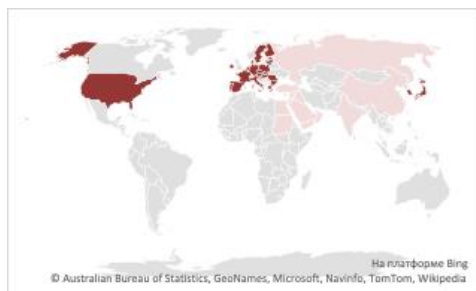 На платформе Bing
© Australian Bureau of Statistics, GeoNames, Microsoft, Navinfo, TomTom, Wikipedia